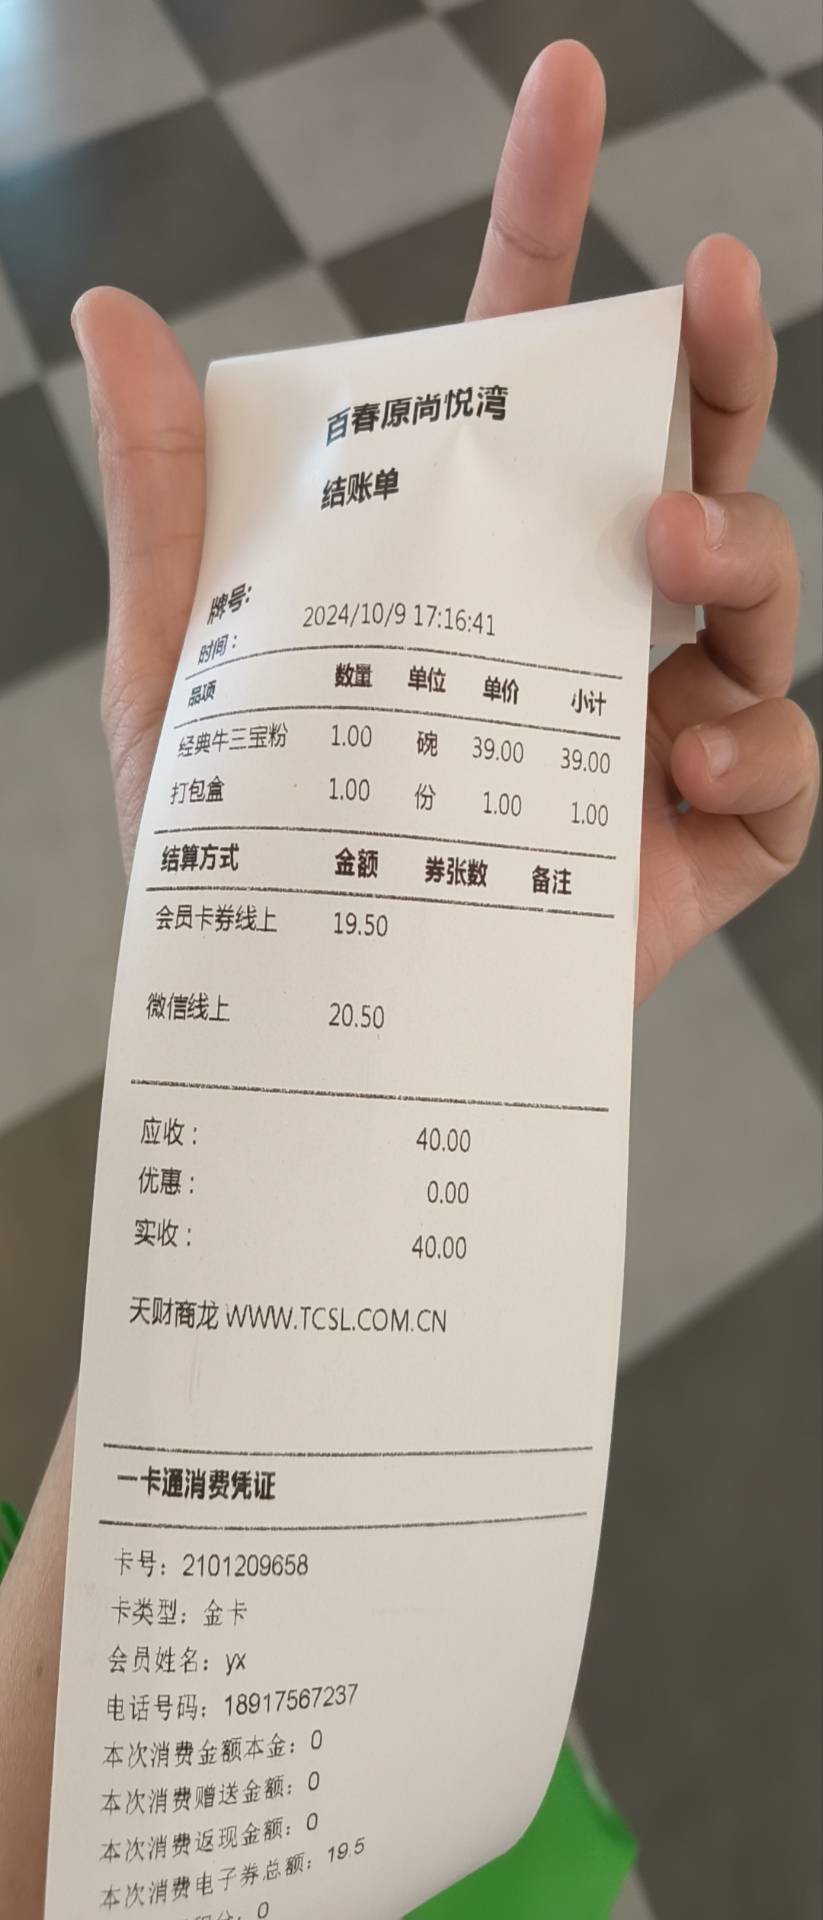 百春原尚悦湾
结账单
牌号:
时间： 2024/10/9 17:16:41
品项 数量 单位 单价 小计
经典牛三宝粉 1.00 碗 39.00 39.00
打包盒 1.00 份 1.00 1.00
结算方式 金额 券张数 备注
会员卡券线上 19.50
微信线上 20.50
应收： 40.00
优惠： 0.00
实收： 40.00
天财商龙 WWW.TCSL.COM.CN
一卡通消费凭证
卡号：2101209658
卡类型：金卡
会员姓名：yx
电话号码：18917567237
本次消费金额本金：0
本次消费赠送金额：0
本次消费返现金额：0
本次消费电子券总额：19.5
积分：0